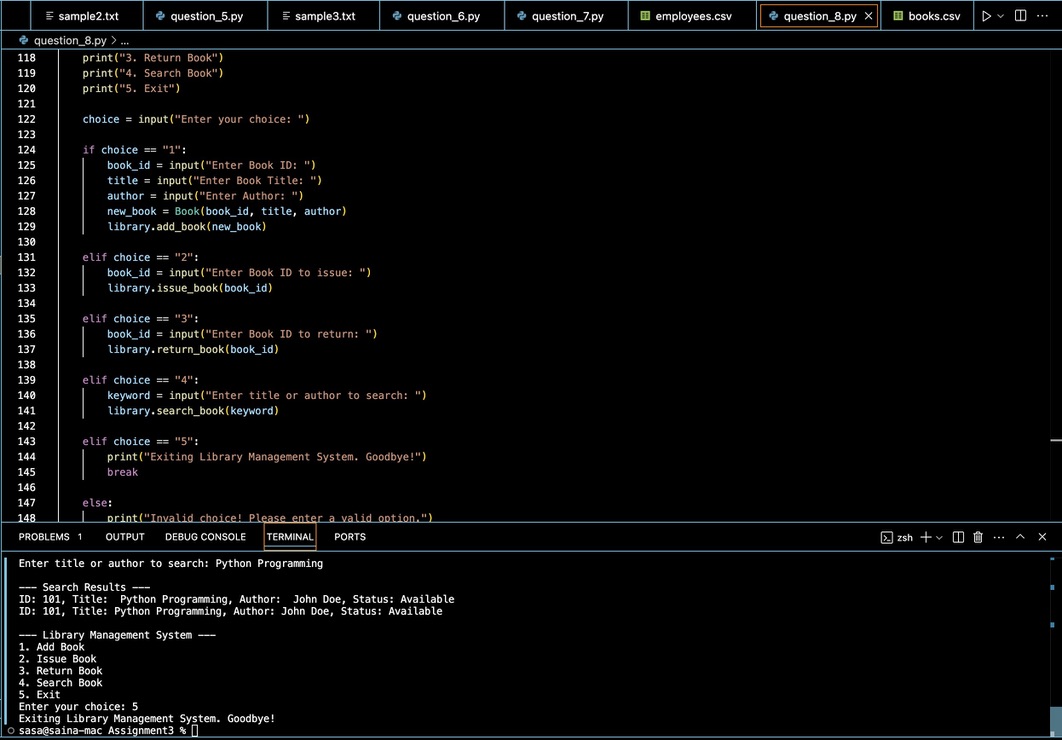 sample2.txt question_5.py sample3.txt question_6.py question_7.py employees.csv question_8.py books.csv
question_8.py > ...
118 print("3. Return Book")
119 print("4. Search Book")
120 print("5. Exit")
121
122 choice = input("Enter your choice: ")
123
124 if choice == "1":
125 book_id = input("Enter Book ID: ")
126 title = input("Enter Book Title: ")
127 author = input("Enter Author: ")
128 new_book = Book(book_id, title, author)
129 library.add_book(new_book)
130
131 elif choice == "2":
132 book_id = input("Enter Book ID to issue: ")
133 library.issue_book(book_id)
134
135 elif choice == "3":
136 book_id = input("Enter Book ID to return: ")
137 library.return_book(book_id)
138
139 elif choice == "4":
140 keyword = input("Enter title or author to search: ")
141 library.search_book(keyword)
142
143 elif choice == "5":
144 print("Exiting Library Management System. Goodbye!")
145 break
146
147 else:
148 print("Invalid choice! Please enter a valid option.")
PROBLEMS 1 OUTPUT DEBUG CONSOLE TERMINAL PORTS zsh
Enter title or author to search: Python Programming
--- Search Results ---
ID: 101, Title:  Python Programming, Author:  John Doe, Status: Available
ID: 101, Title: Python Programming, Author: John Doe, Status: Available
--- Library Management System ---
1. Add Book
2. Issue Book
3. Return Book
4. Search Book
5. Exit
Enter your choice: 5
Exiting Library Management System. Goodbye!
sasa@saina-mac Assignment3 %